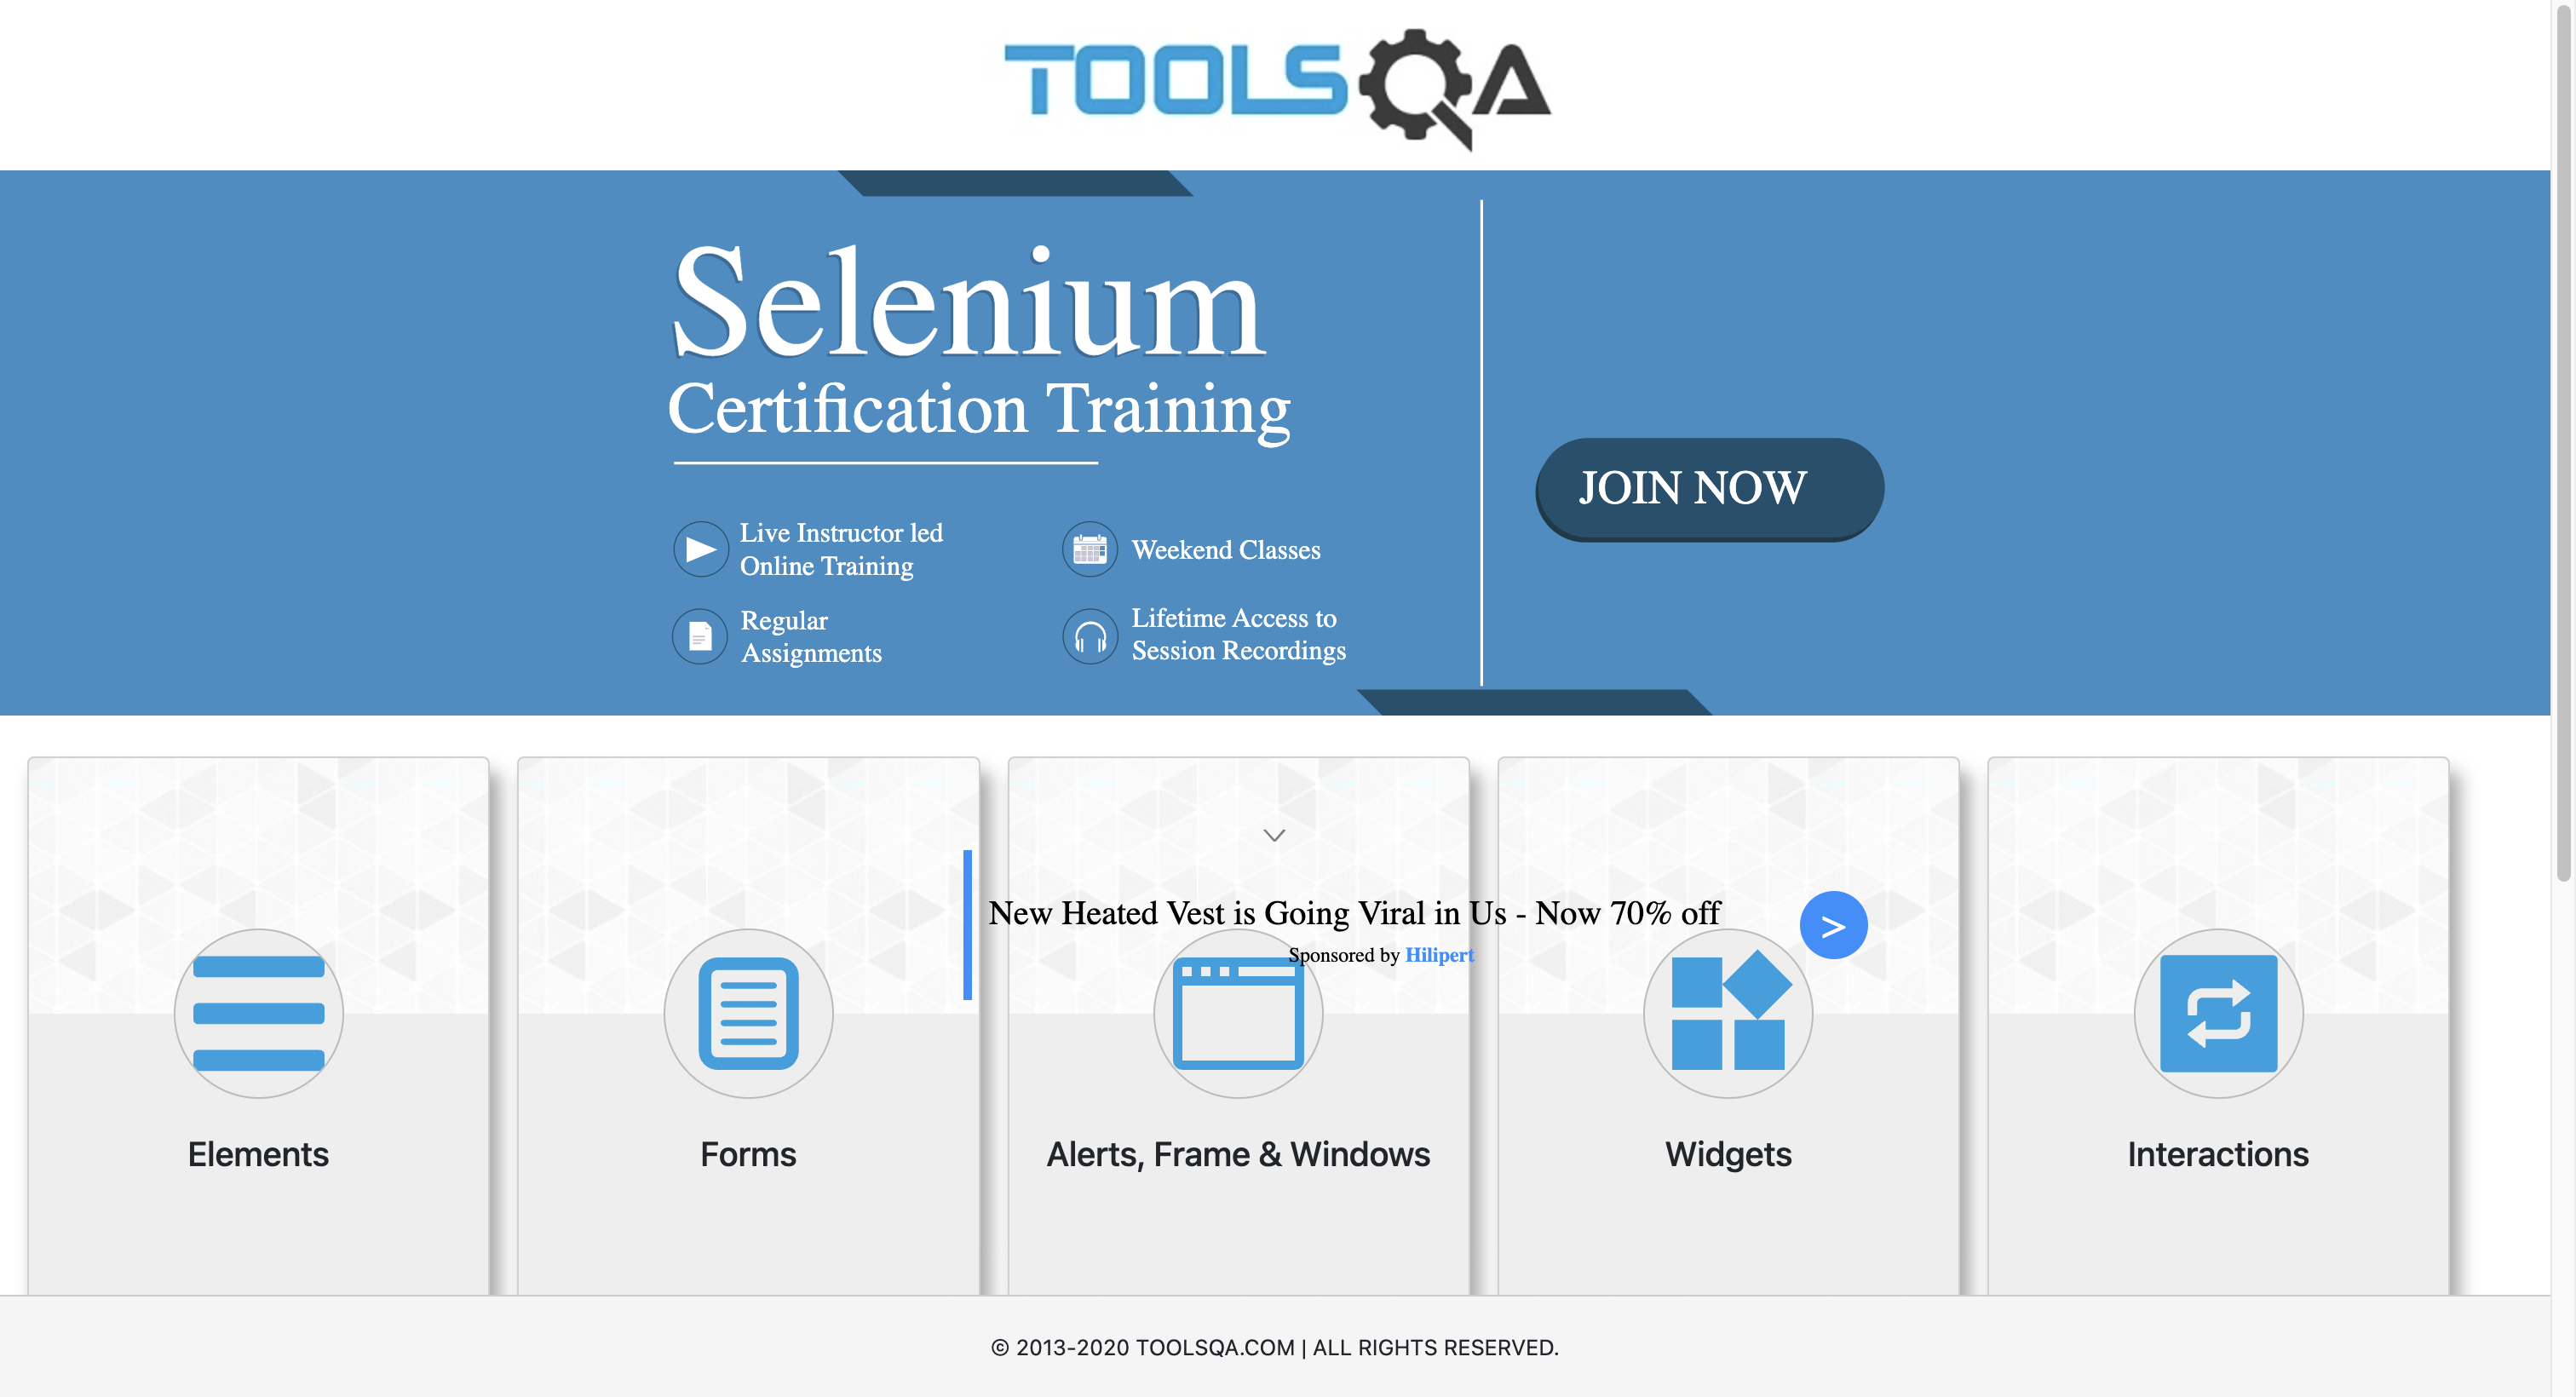 TOOLSQA
Selenium
Certification Training
JOIN NOW
Live Instructor led
Online Training
Weekend Classes
Regular
Assignments
Lifetime Access to
Session Recordings
New Heated Vest is Going Viral in Us - Now 70% off
>
Sponsored by Hilipert
Elements
Forms
Alerts, Frame & Windows
Widgets
Interactions
© 2013-2020 TOOLSQA.COM | ALL RIGHTS RESERVED.